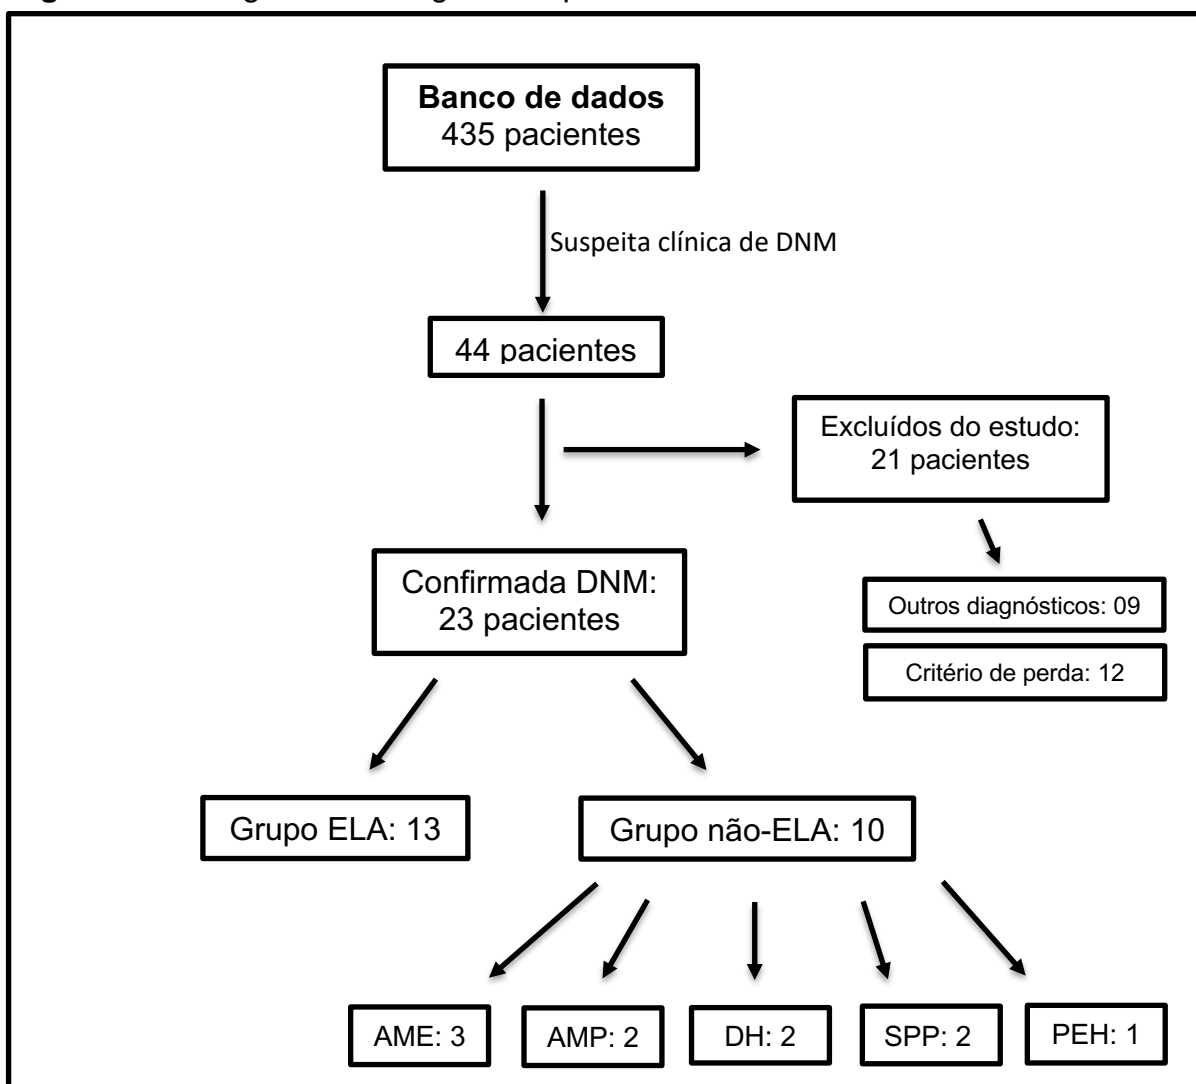 Banco de dados
435 pacientes
Suspeita clínica de DNM
44 pacientes
Excluídos do estudo:
21 pacientes
Confirmada DNM:
23 pacientes
Outros diagnósticos: 09
Critério de perda: 12
Grupo ELA: 13
Grupo não-ELA: 10
AME: 3
AMP: 2
DH: 2
SPP: 2
PEH: 1